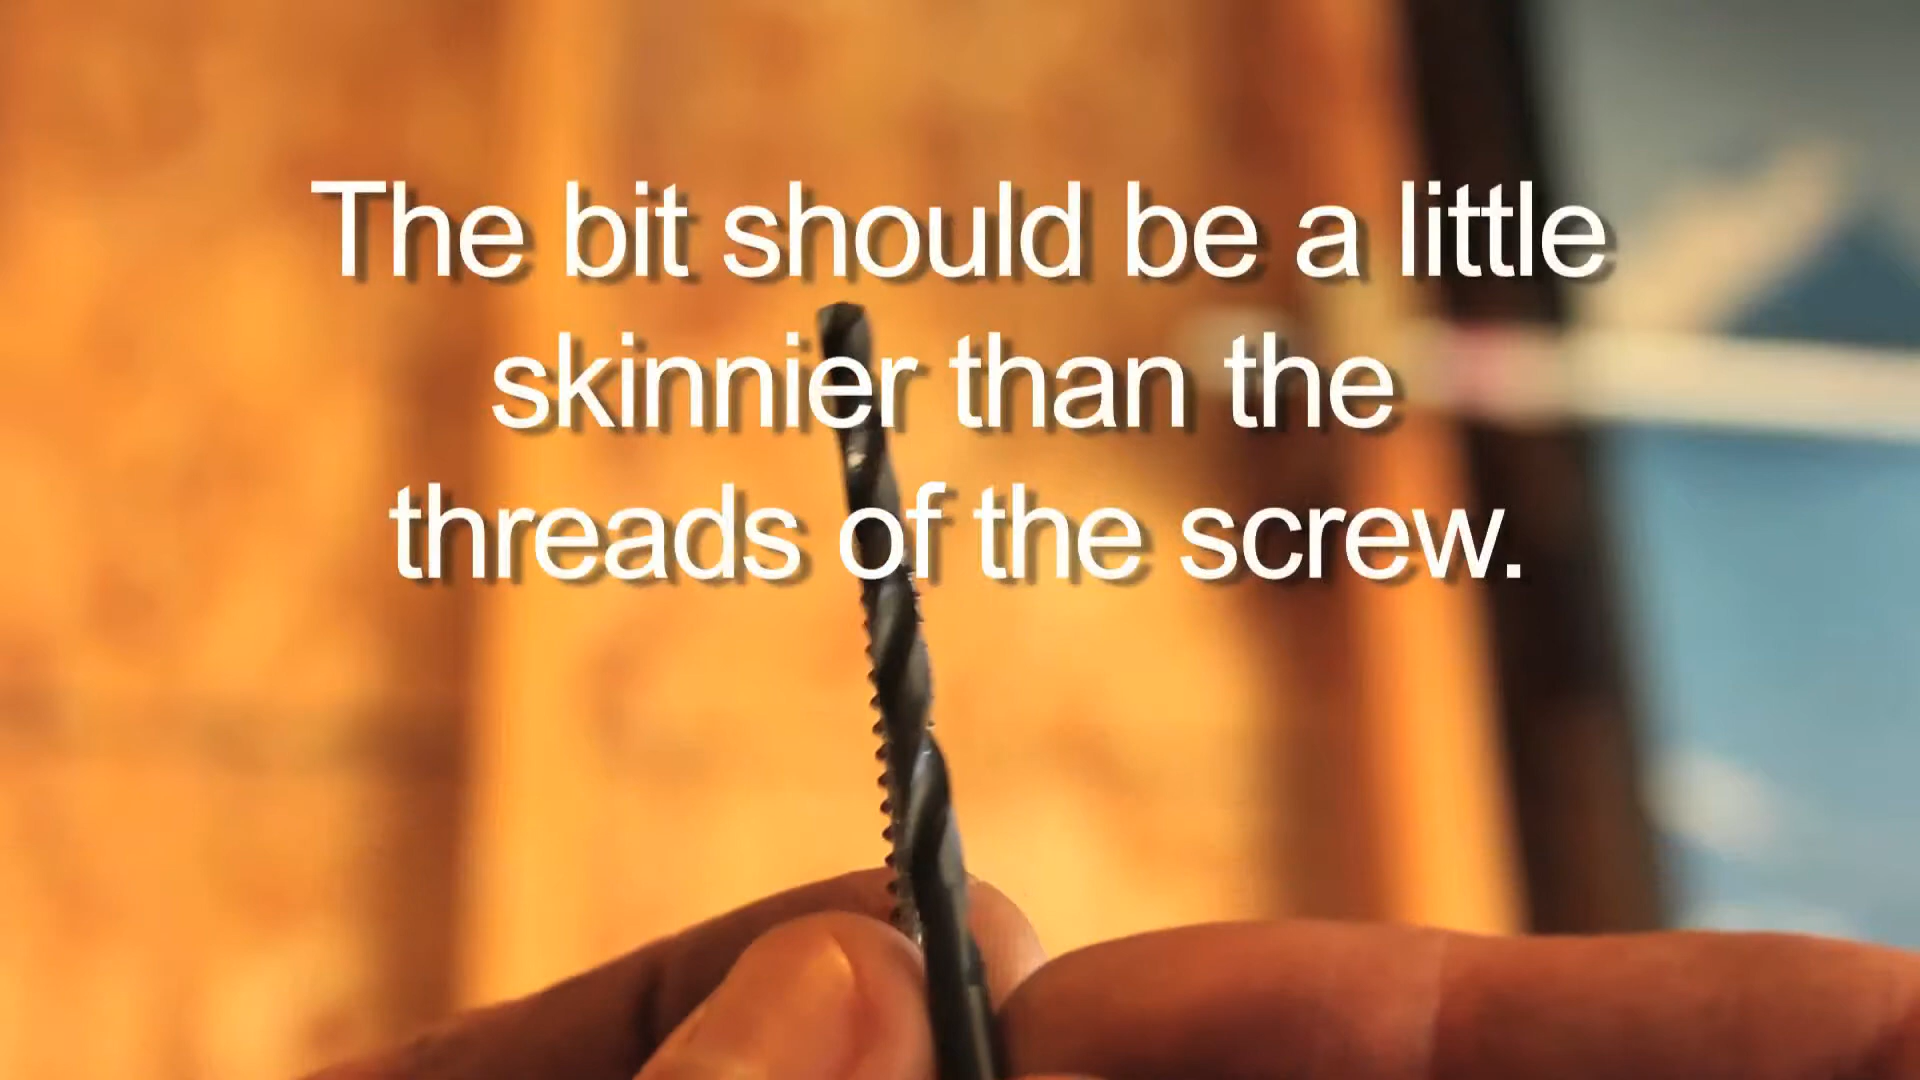 The bit should be a little
skinnier than the
threads of the screw.